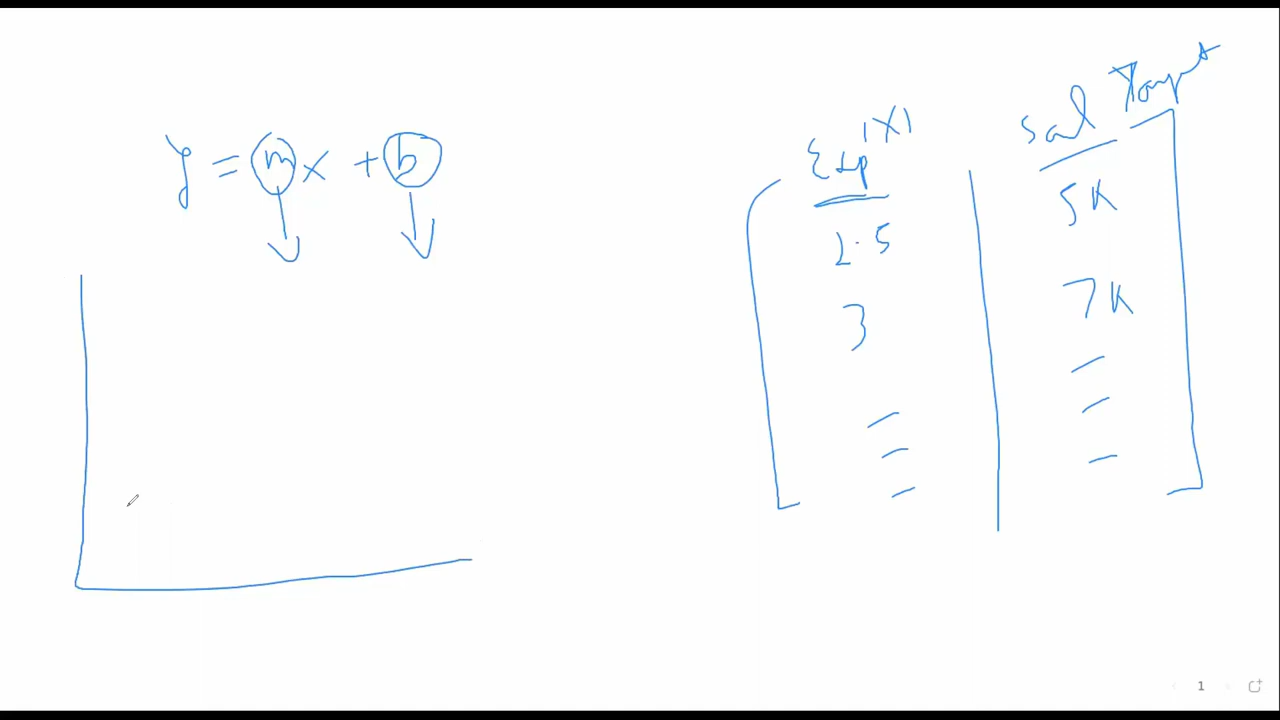 y = mx + b
Exp (X)
Sal Target
2.5
5K
3
7K
1